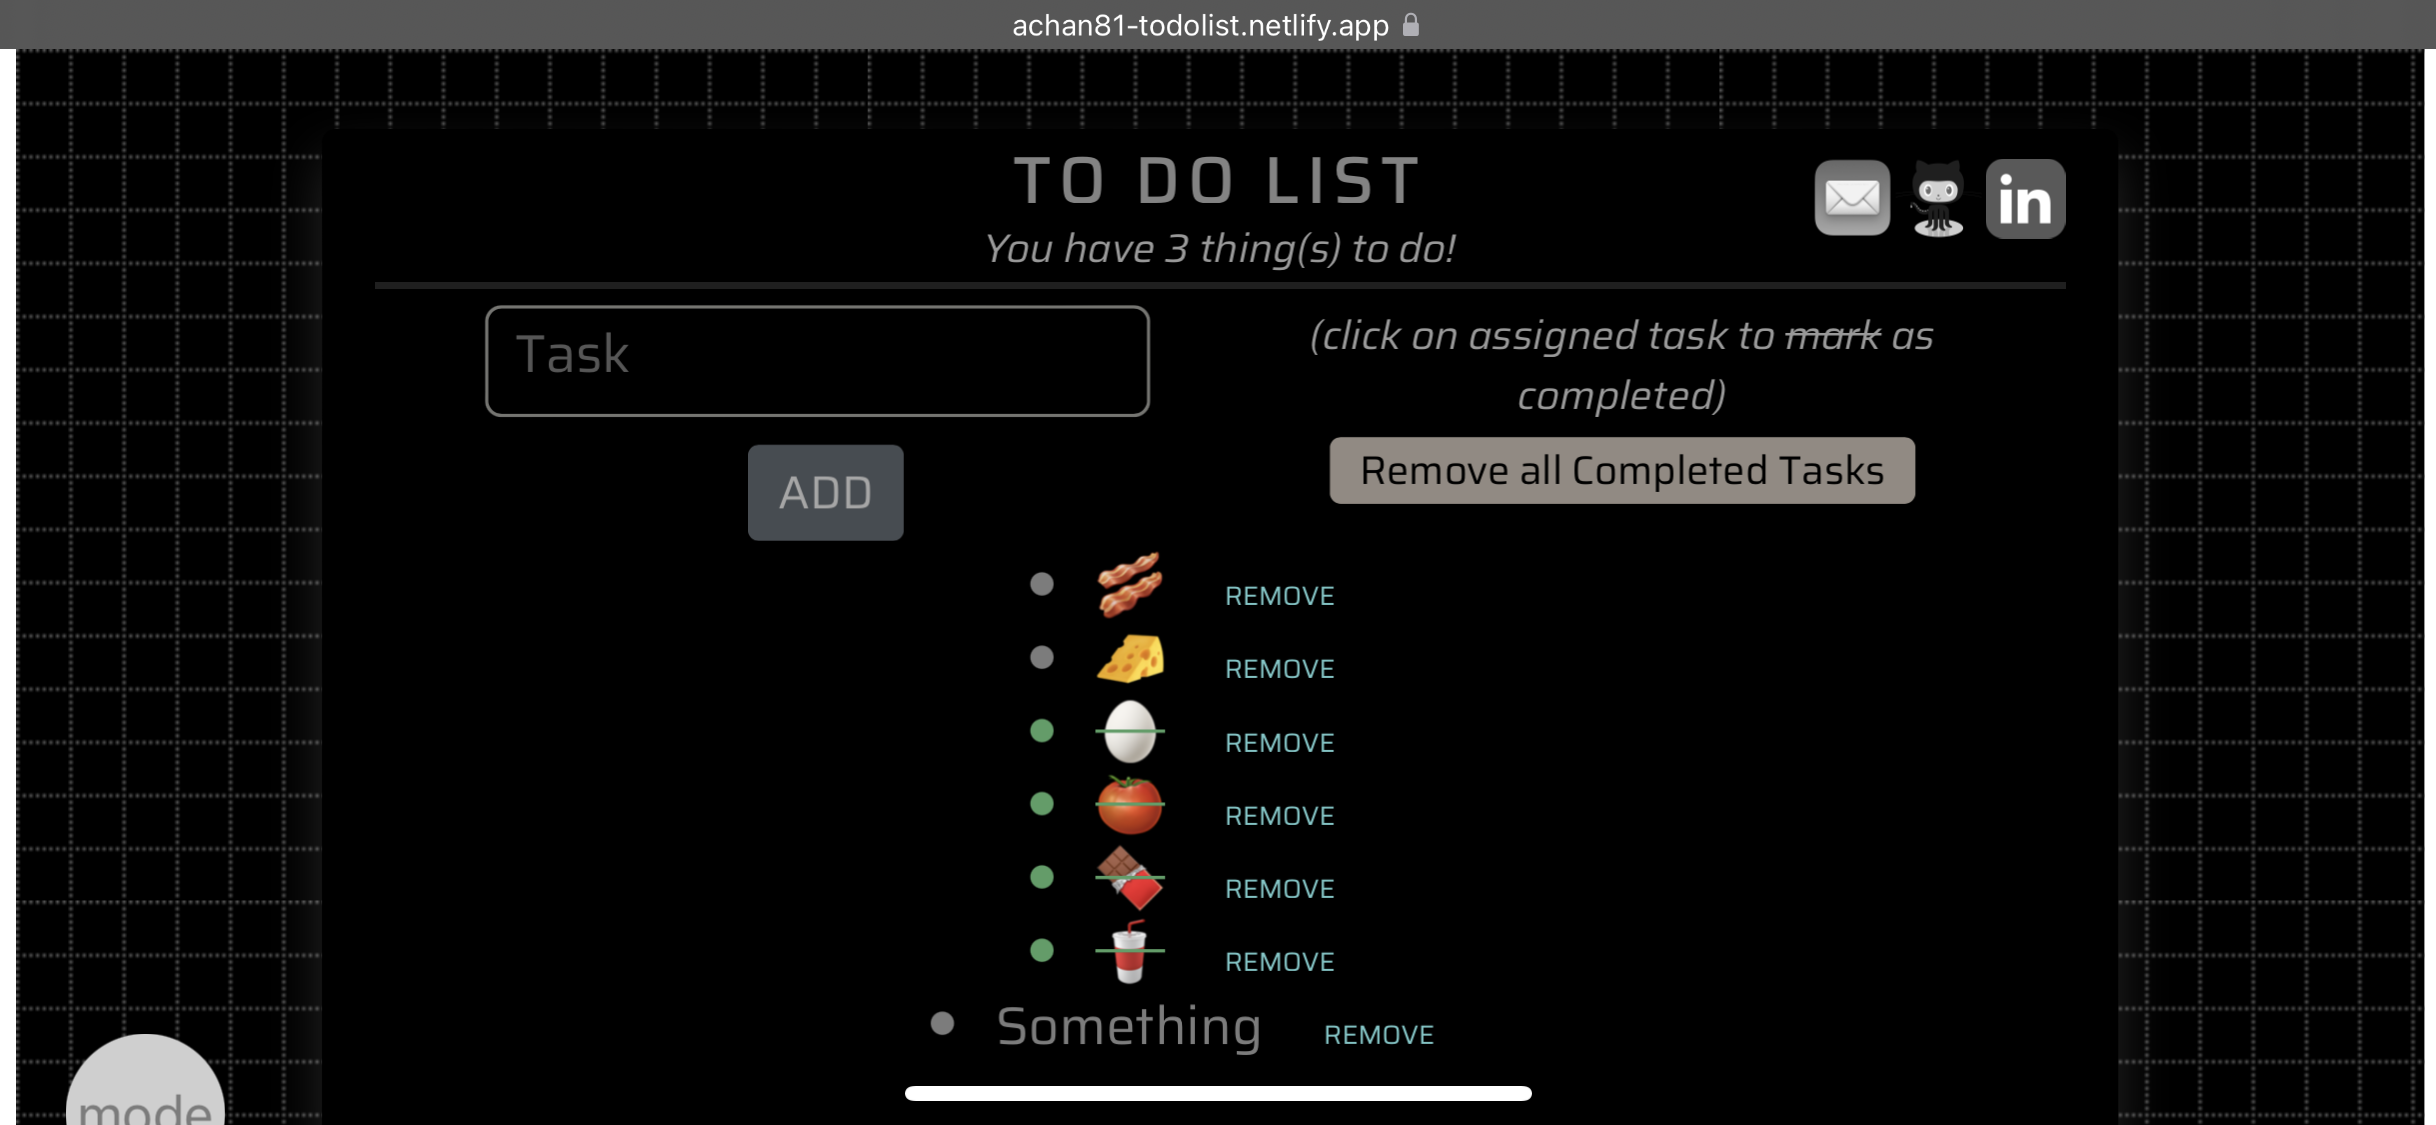 achan81-todolist.netlify.app
TO DO LIST
in
You have 3 thing(s) to do!
Task
(click on assigned task to mark as
completed)
ADD
Remove all Completed Tasks
REMOVE
REMOVE
REMOVE
REMOVE
REMOVE
REMOVE
Something REMOVE
mode